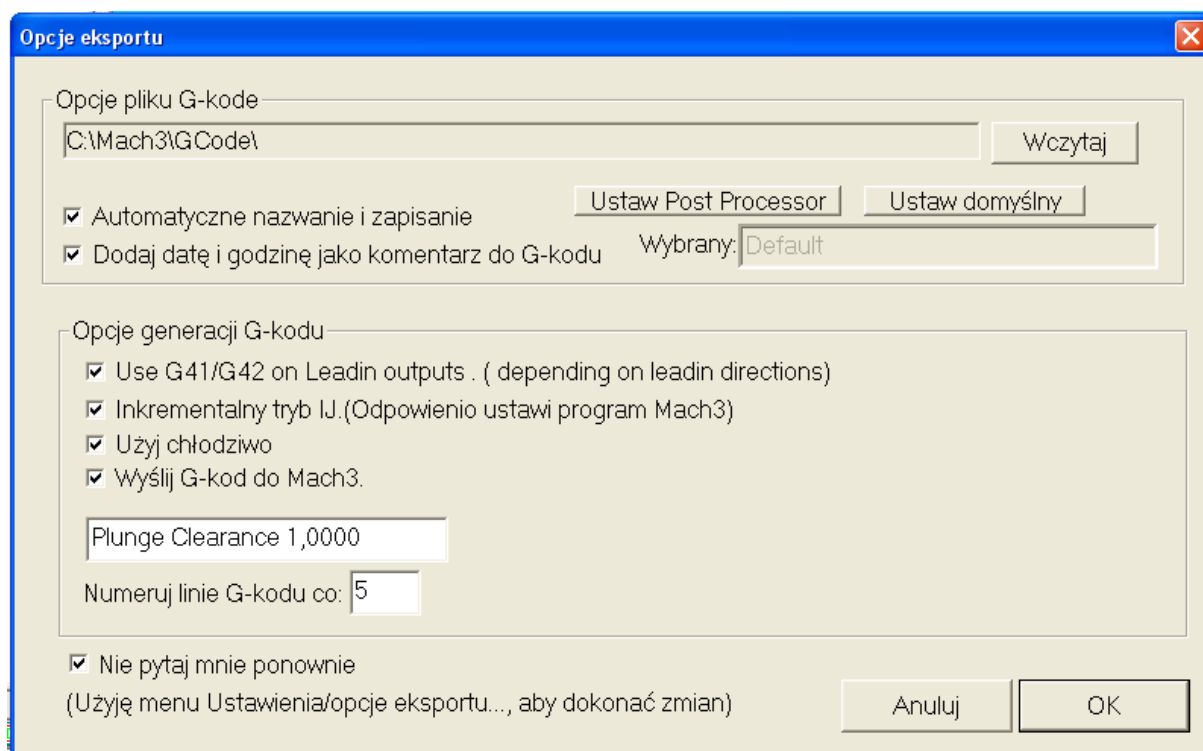 Opcje eksportu
Opcje pliku G-kode
C:\Mach3\GCode\
Wczytaj
Ustaw Post Processor
Ustaw domyślny
Automatyczne nazwanie i zapisanie
Dodaj datę i godzinę jako komentarz do G-kodu
Wybrany:
Default
Opcje generacji G-kodu
Use G41/G42 on Leadin outputs . ( depending on leadin directions)
Inkrementalny tryb IJ.(Odpowienio ustawi program Mach3)
Użyj chłodziwo
Wyślij G-kod do Mach3.
Plunge Clearance 1,0000
Numeruj linie G-kodu co: 5
Nie pytaj mnie ponownie
(Użyję menu Ustawienia/opcje eksportu..., aby dokonać zmian)
Anuluj
OK